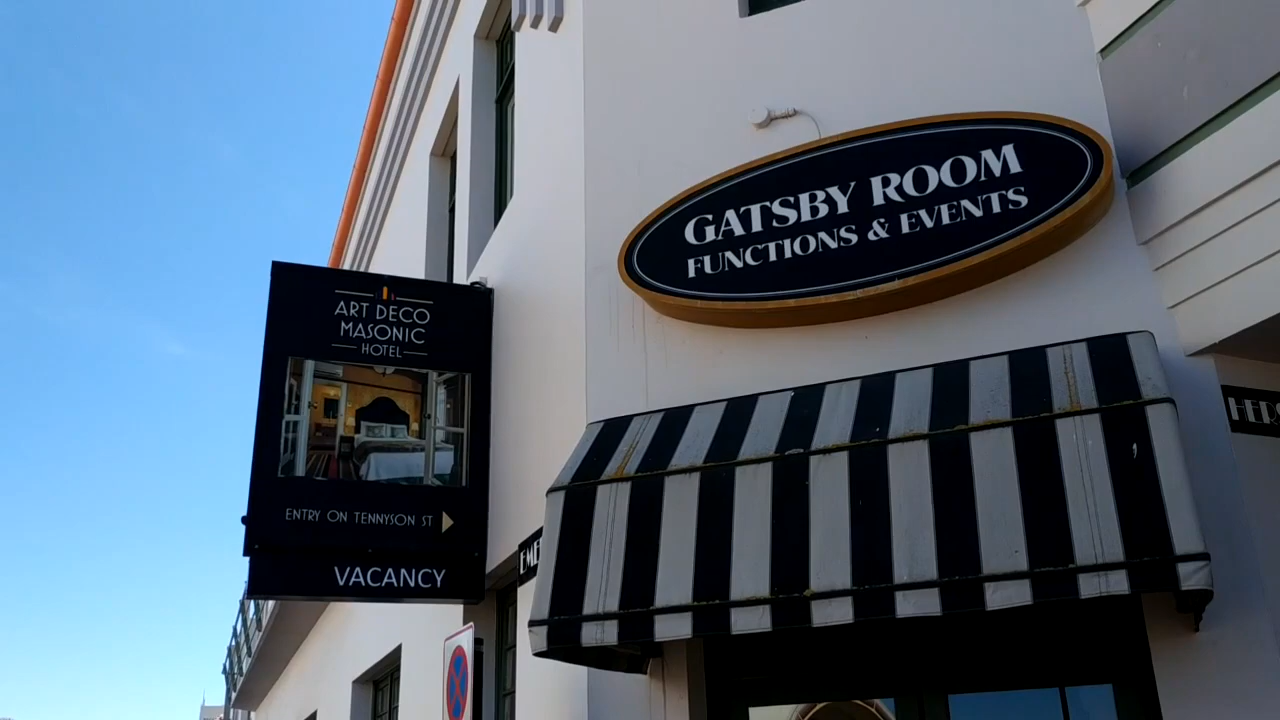 ART DECO
MASONIC
HOTEL
ENTRY ON TENNYSON ST
VACANCY
GATSBY ROOM
FUNCTIONS & EVENTS